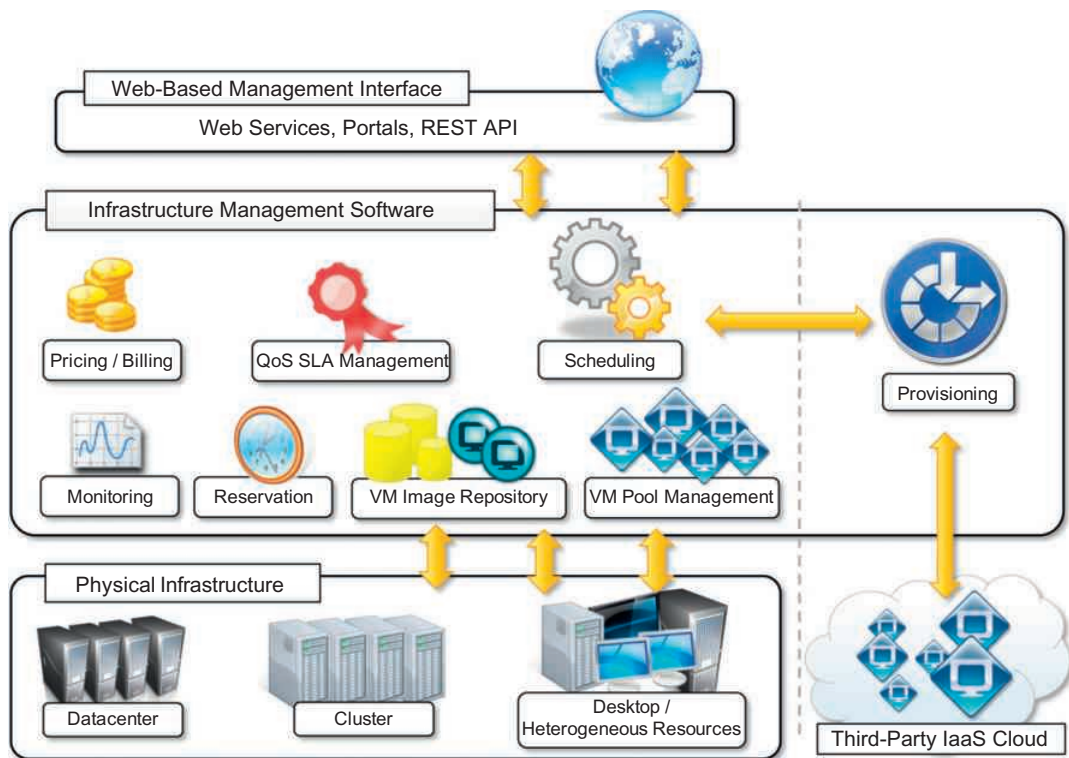 Web-Based Management Interface
Web Services, Portals, REST API
Infrastructure Management Software
Pricing / Billing
QoS SLA Management
Scheduling
Provisioning
Monitoring
Reservation
VM Image Repository
VM Pool Management
Physical Infrastructure
Datacenter
Cluster
Desktop /
Heterogeneous Resources
Third-Party IaaS Cloud